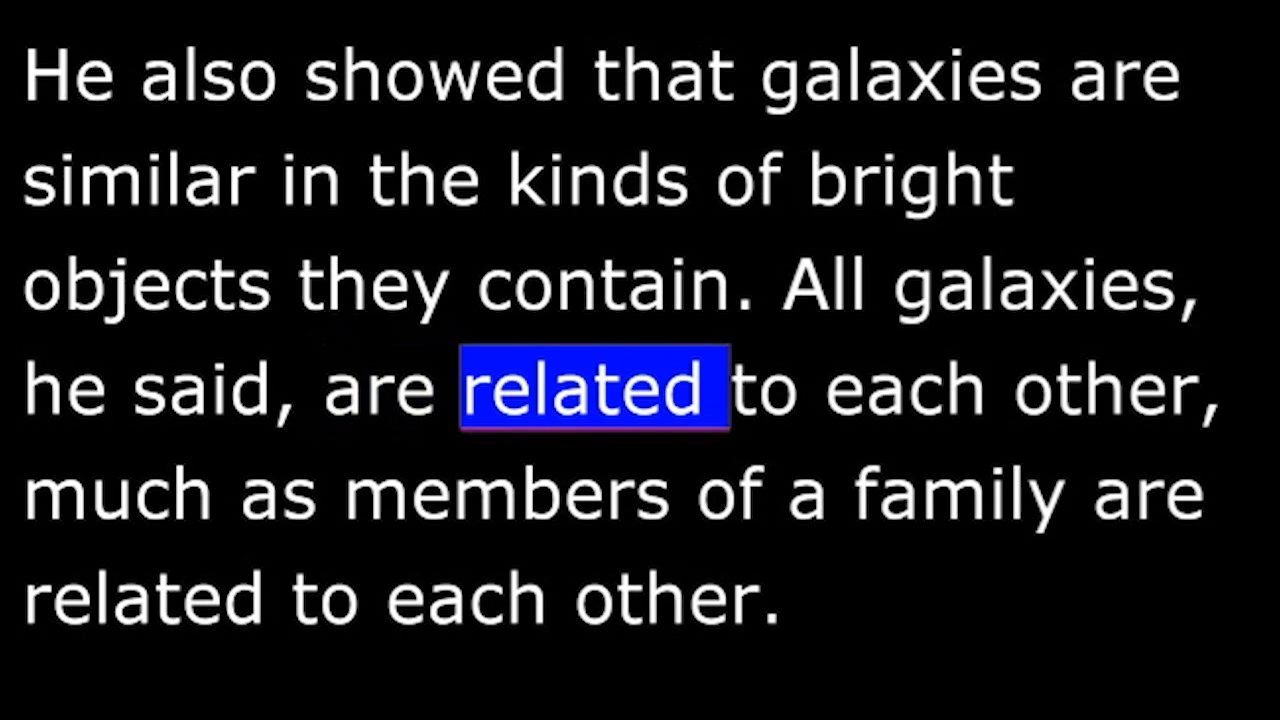 He also showed that galaxies are
similar in the kinds of bright
objects they contain. All galaxies,
he said, are related to each other,
much as members of a family are
related to each other.